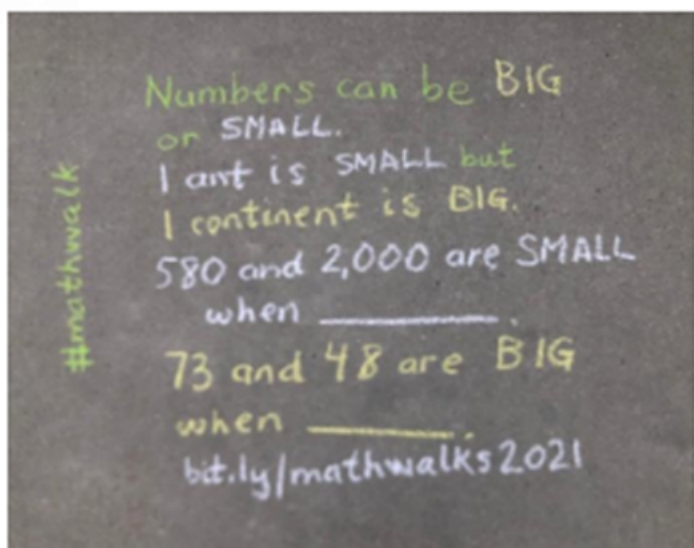 Numbers can be BIG
or SMALL.
1 ant is SMALL but
1 continent is BIG.
580 and 2,000 are SMALL
when ________.
73 and 48 are BIG
when ________.
bit.ly/mathwalks2021
#mathwalk